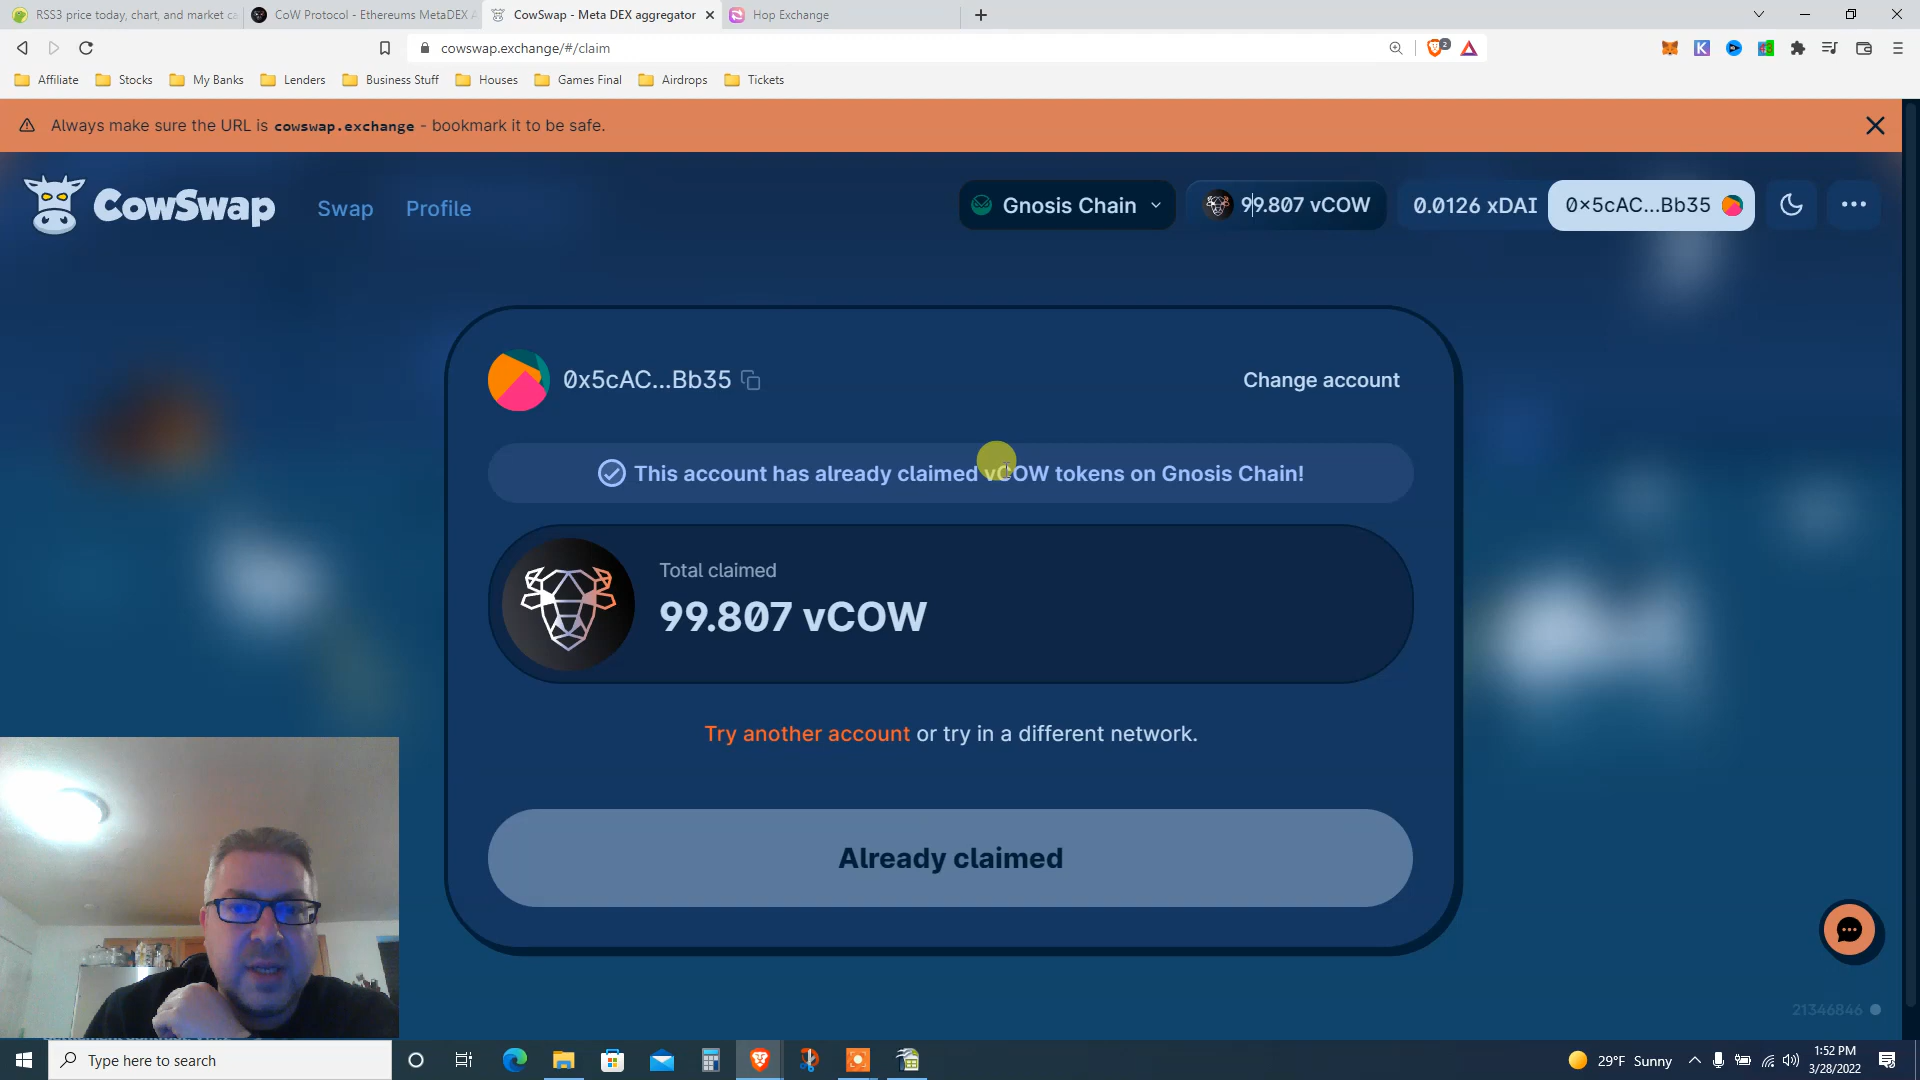 RSS3 price today, chart, and market ca
CoW Protocol - Ethereums MetaDEX A
CowSwap - Meta DEX aggregator
Hop Exchange
cowswap.exchange/#/claim
2
Affiliate
Stocks
My Banks
Lenders
Business Stuff
Houses
Games Final
Airdrops
Tickets
Always make sure the URL is cowswap.exchange - bookmark it to be safe.
CowSwap
Swap
Profile
Gnosis Chain
99.807 vCOW
0.0126 xDAI
0×5cAC...Bb35
0x5cAC...Bb35
Change account
This account has already claimed vCOW tokens on Gnosis Chain!
Total claimed
99.807 vCOW
Try another account or try in a different network.
Already claimed
21346846
Type here to search
29°F Sunny
1:52 PM
3/28/2022